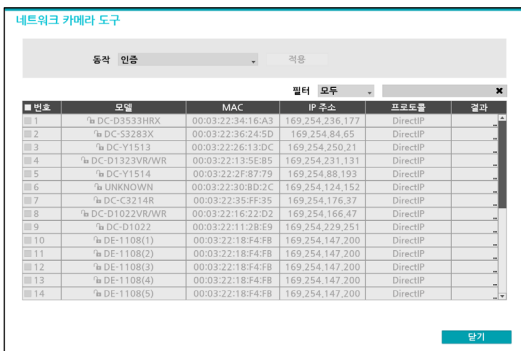 네트워크 카메라 도구
동작 인증 적용
필터 모두
번호 모델 MAC IP 주소 프로토콜 결과
1 DC-D3533HRX 00:03:22:34:16:A3 169,254,236,177 DirectIP ...
2 DC-S3283X 00:03:22:36:24:5D 169,254,84,65 DirectIP ...
3 DC-Y1513 00:03:22:26:13:DC 169,254,250,21 DirectIP ...
4 DC-D1323VR/WR 00:03:22:13:5E:B5 169,254,231,131 DirectIP ...
5 DC-Y1514 00:03:22:2F:87:79 169,254,88,193 DirectIP ...
6 UNKNOWN 00:03:22:30:BD:2C 169,254,124,152 DirectIP ...
7 DC-C3214R 00:03:22:35:FF:35 169,254,176,37 DirectIP ...
8 DC-D1022VR/WR 00:03:22:16:22:D2 169,254,166,47 DirectIP ...
9 DC-D1022 00:03:22:11:2B:E9 169,254,229,251 DirectIP ...
10 DE-1108(1) 00:03:22:18:F4:FB 169,254,147,200 DirectIP ...
11 DE-1108(2) 00:03:22:18:F4:FB 169,254,147,200 DirectIP ...
12 DE-1108(3) 00:03:22:18:F4:FB 169,254,147,200 DirectIP ...
13 DE-1108(4) 00:03:22:18:F4:FB 169,254,147,200 DirectIP ...
14 DE-1108(5) 00:03:22:18:F4:FB 169,254,147,200 DirectIP ...
닫기